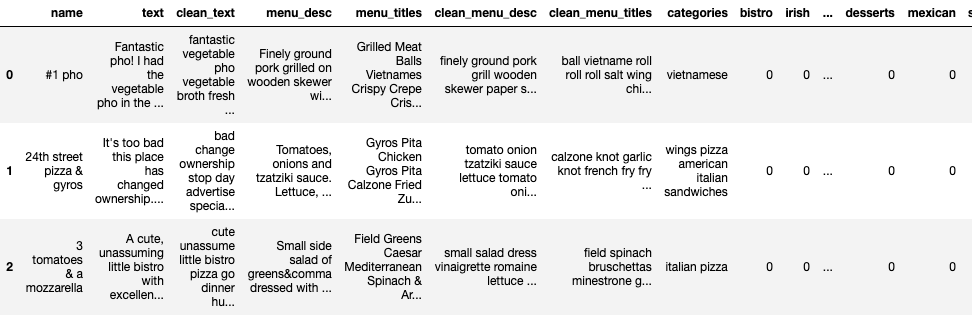 name text clean_text menu_desc menu_titles clean_menu_desc clean_menu_titles categories bistro irish ... desserts mexican
0
#1 pho
Fantastic
pho! I had
the
vegetable
pho in the ...
fantastic
vegetable
pho
vegetable
broth fresh
...
Finely ground
pork grilled on
wooden skewer
wi...
Grilled Meat
Balls
Vietnames
Crispy Crepe
Cris...
finely ground pork
grill wooden
skewer paper s...
ball vietname roll
roll roll salt wing
chi...
vietnamese
0
0
...
0
0
1
24th street
pizza &
gyros
It's too bad
this place
has
changed
ownership....
bad
change
ownership
stop day
advertise
specia...
Tomatoes,
onions and
tzatziki sauce.
Lettuce, ...
Gyros Pita
Chicken
Gyros Pita
Calzone Fried
Zu...
tomato onion
tzatziki sauce
lettuce tomato
oni...
calzone knot garlic
knot french fry fry
...
wings pizza
american
italian
sandwiches
0
0
...
0
0
2
3
tomatoes
& a
mozzarella
A cute,
unassuming
little bistro
with
excellen...
cute
unassume
little bistro
pizza go
dinner
hu...
Small side
salad of
greens&comma
dressed with ...
Field Greens
Caesar
Mediterranean
Spinach &
Ar...
small salad dress
vinaigrette romaine
lettuce ...
field spinach
bruschettas
minestrone g...
italian pizza
0
0
...
0
0